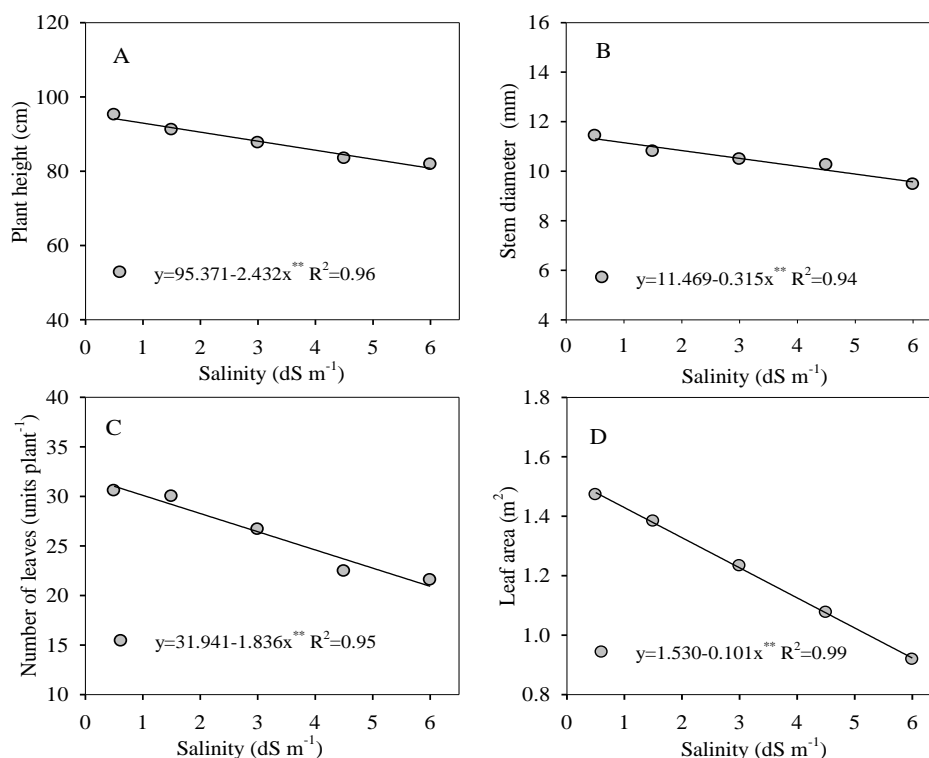 120
100
80
60
40
Plant height (cm)
A
y=95.371-2.432x** R²=0.96
0 1 2 3 4 5 6
Salinity (dS m⁻¹)
16
14
12
10
8
6
4
Stem diameter (mm)
B
y=11.469-0.315x** R²=0.94
0 1 2 3 4 5 6
Salinity (dS m⁻¹)
40
35
30
25
20
15
10
Number of leaves (units plant⁻¹)
C
y=31.941-1.836x** R²=0.95
0 1 2 3 4 5 6
Salinity (dS m⁻¹)
1.8
1.6
1.4
1.2
1.0
0.8
Leaf area (m²)
D
y=1.530-0.101x** R²=0.99
0 1 2 3 4 5 6
Salinity (dS m⁻¹)